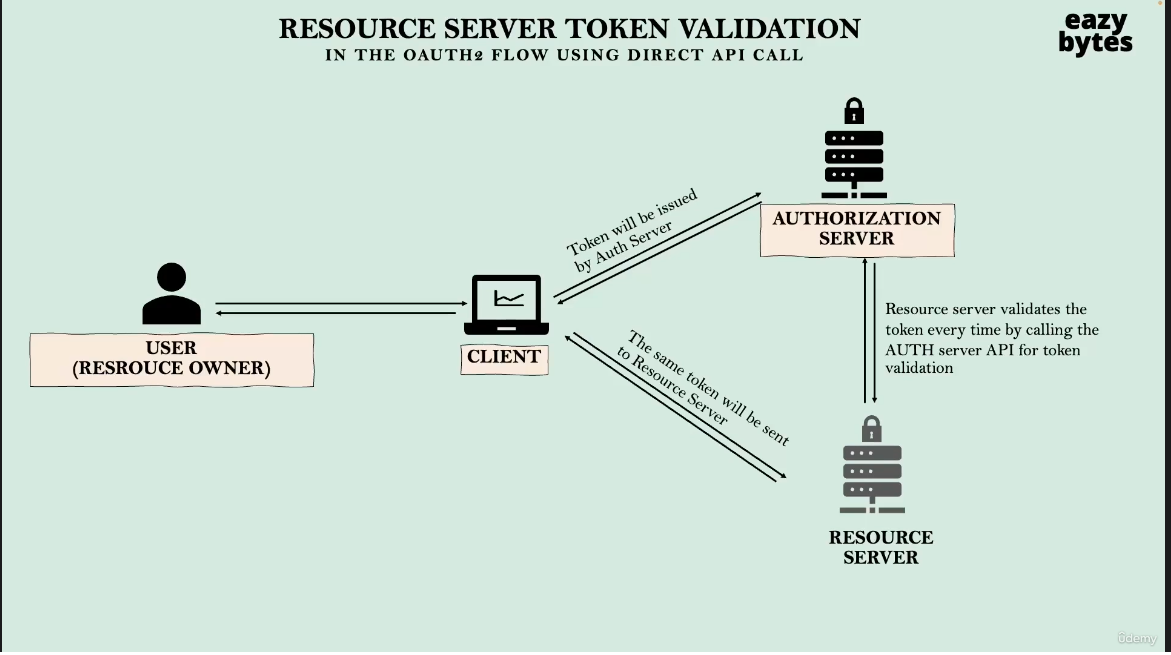 RESOURCE SERVER TOKEN VALIDATION
IN THE OAUTH2 FLOW USING DIRECT API CALL
eazy
bytes
Token will be issued
by Auth Server
AUTHORIZATION
SERVER
USER
(RESROUCE OWNER)
CLIENT
Resource server validates the
token every time by calling the
AUTH server API for token
validation
The same token will be sent
to Resource Server
RESOURCE
SERVER
ûdemy